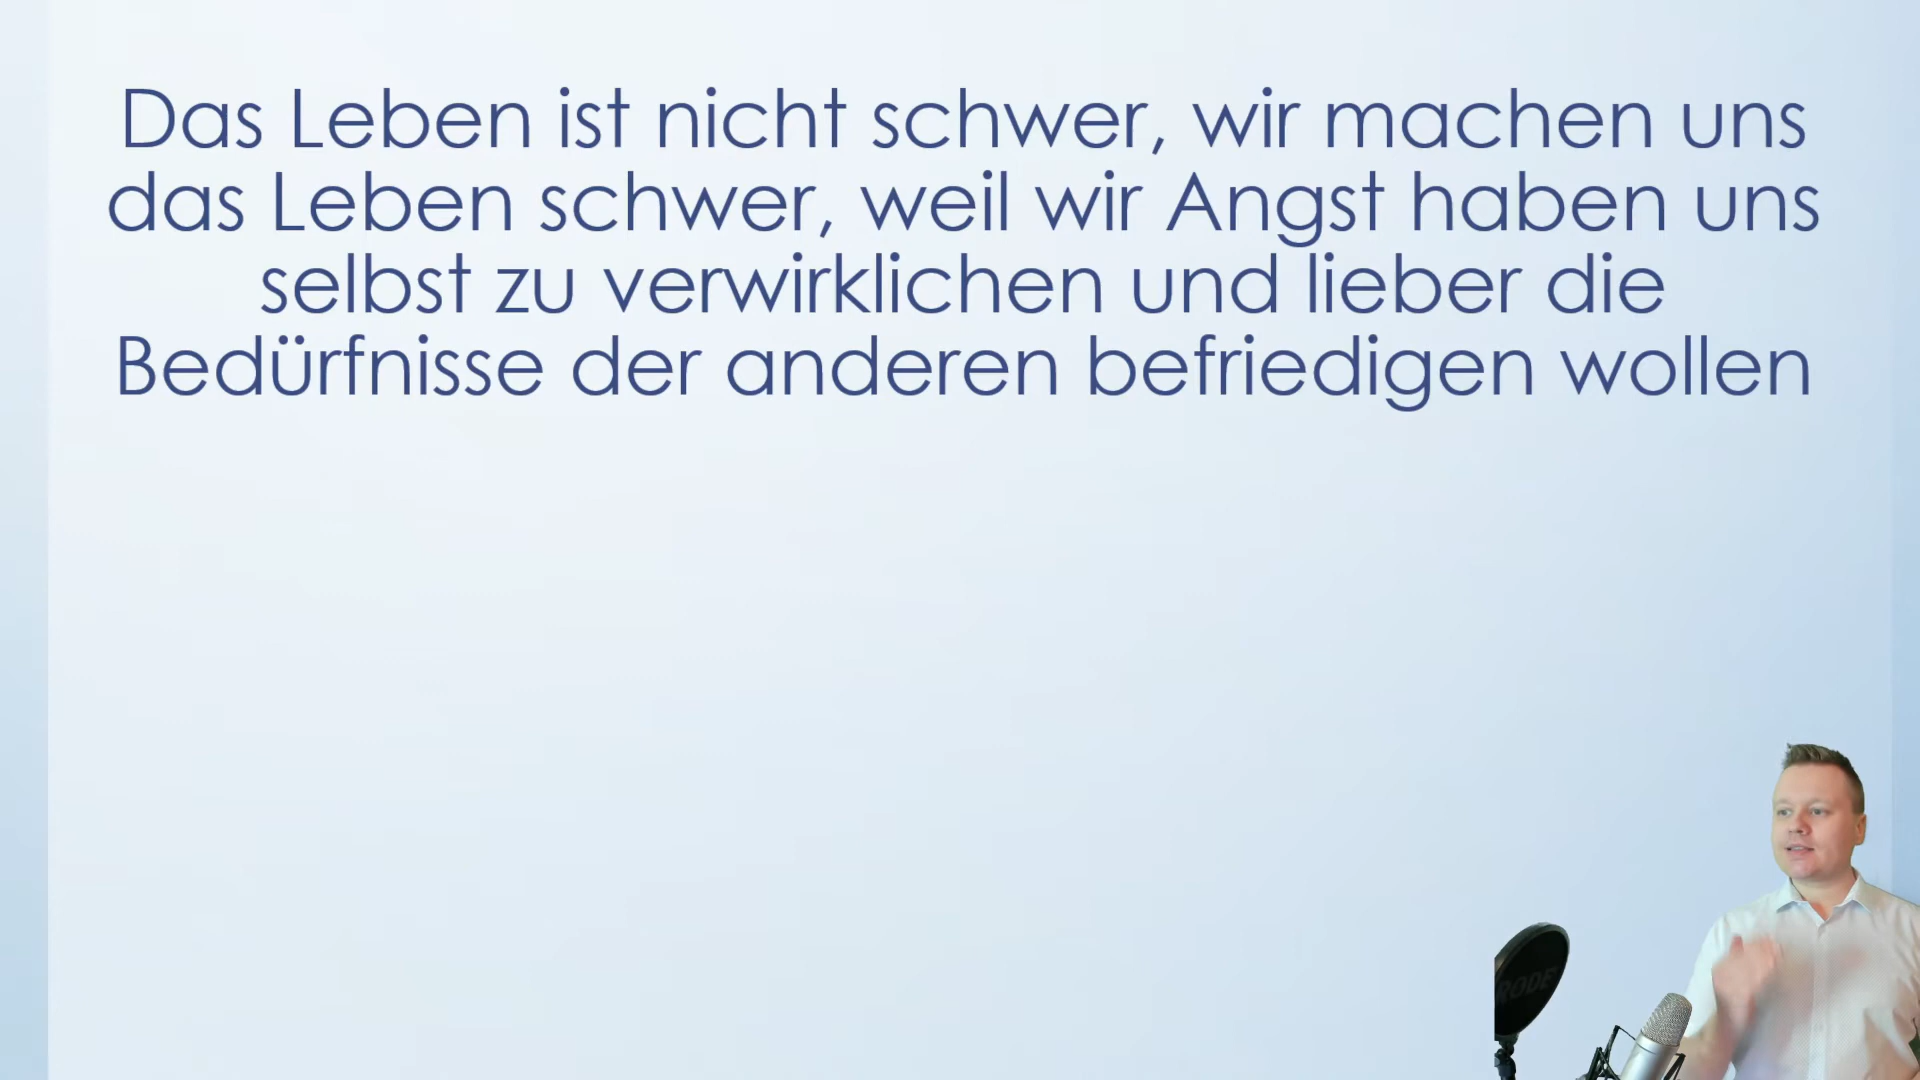 Das Leben ist nicht schwer, wir machen uns
das Leben schwer, weil wir Angst haben uns
selbst zu verwirklichen und lieber die
Bedürfnisse der anderen befriedigen wollen
RODE